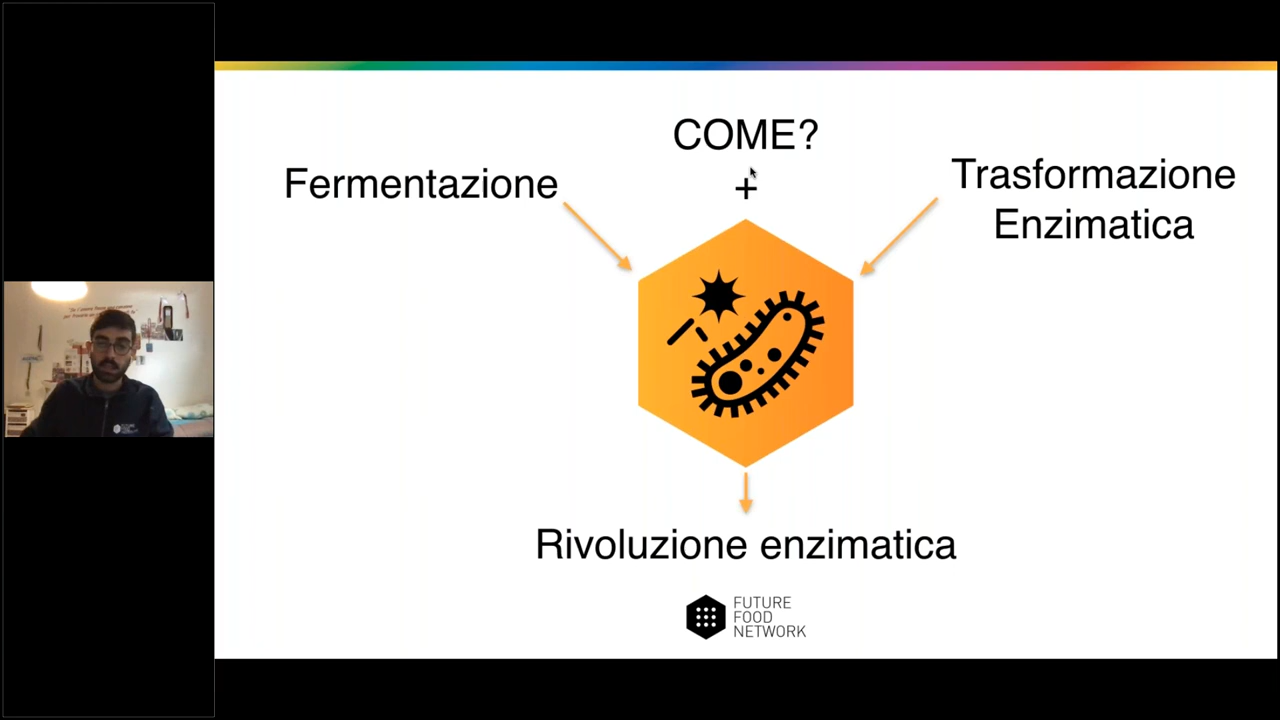 COME?
Fermentazione
+
Trasformazione
Enzimatica
Rivoluzione enzimatica
FUTURE
FOOD
NETWORK